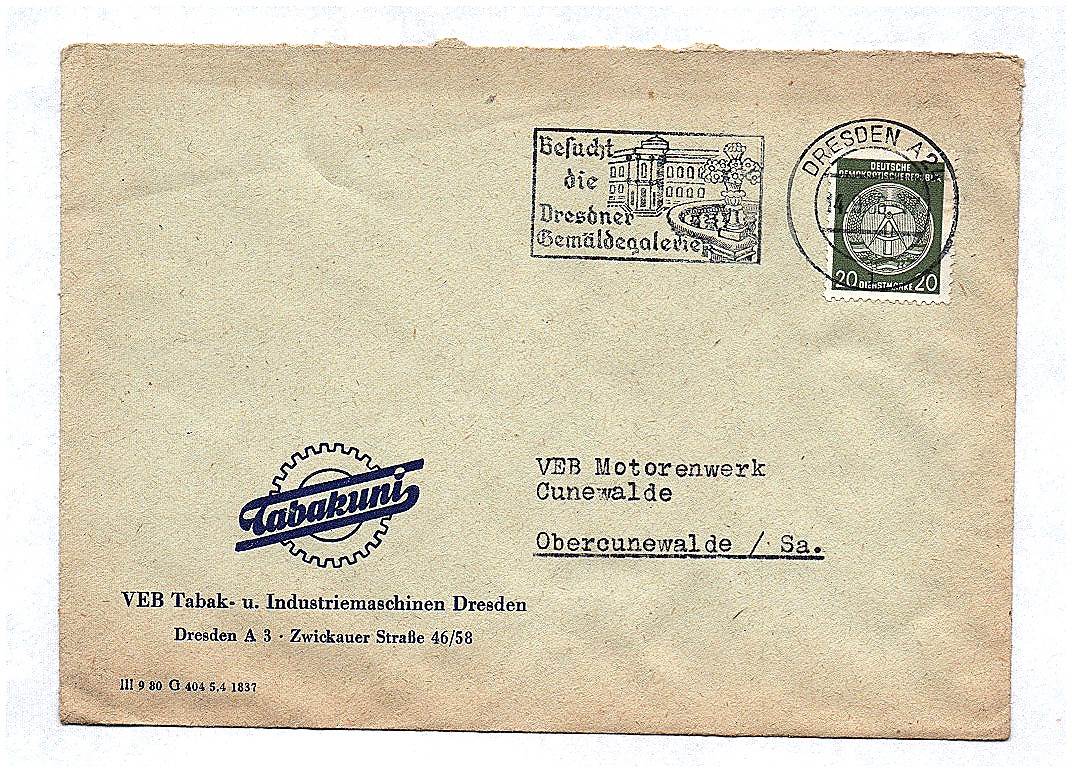 Besucht
die
Dresdner
Gemäldegalerie
DRESDEN A2
DEUTSCHE
DEMOKRATISCHE REPUBLIK
20 DIENSTMARKE 20
Tabakuni
VEB Motorenwerk
Cunewalde
Obercunewalde / Sa.
VEB Tabak- u. Industriemaschinen Dresden
Dresden A 3 · Zwickauer Straße 46/58
III 9 80 G 404 5.4 1837